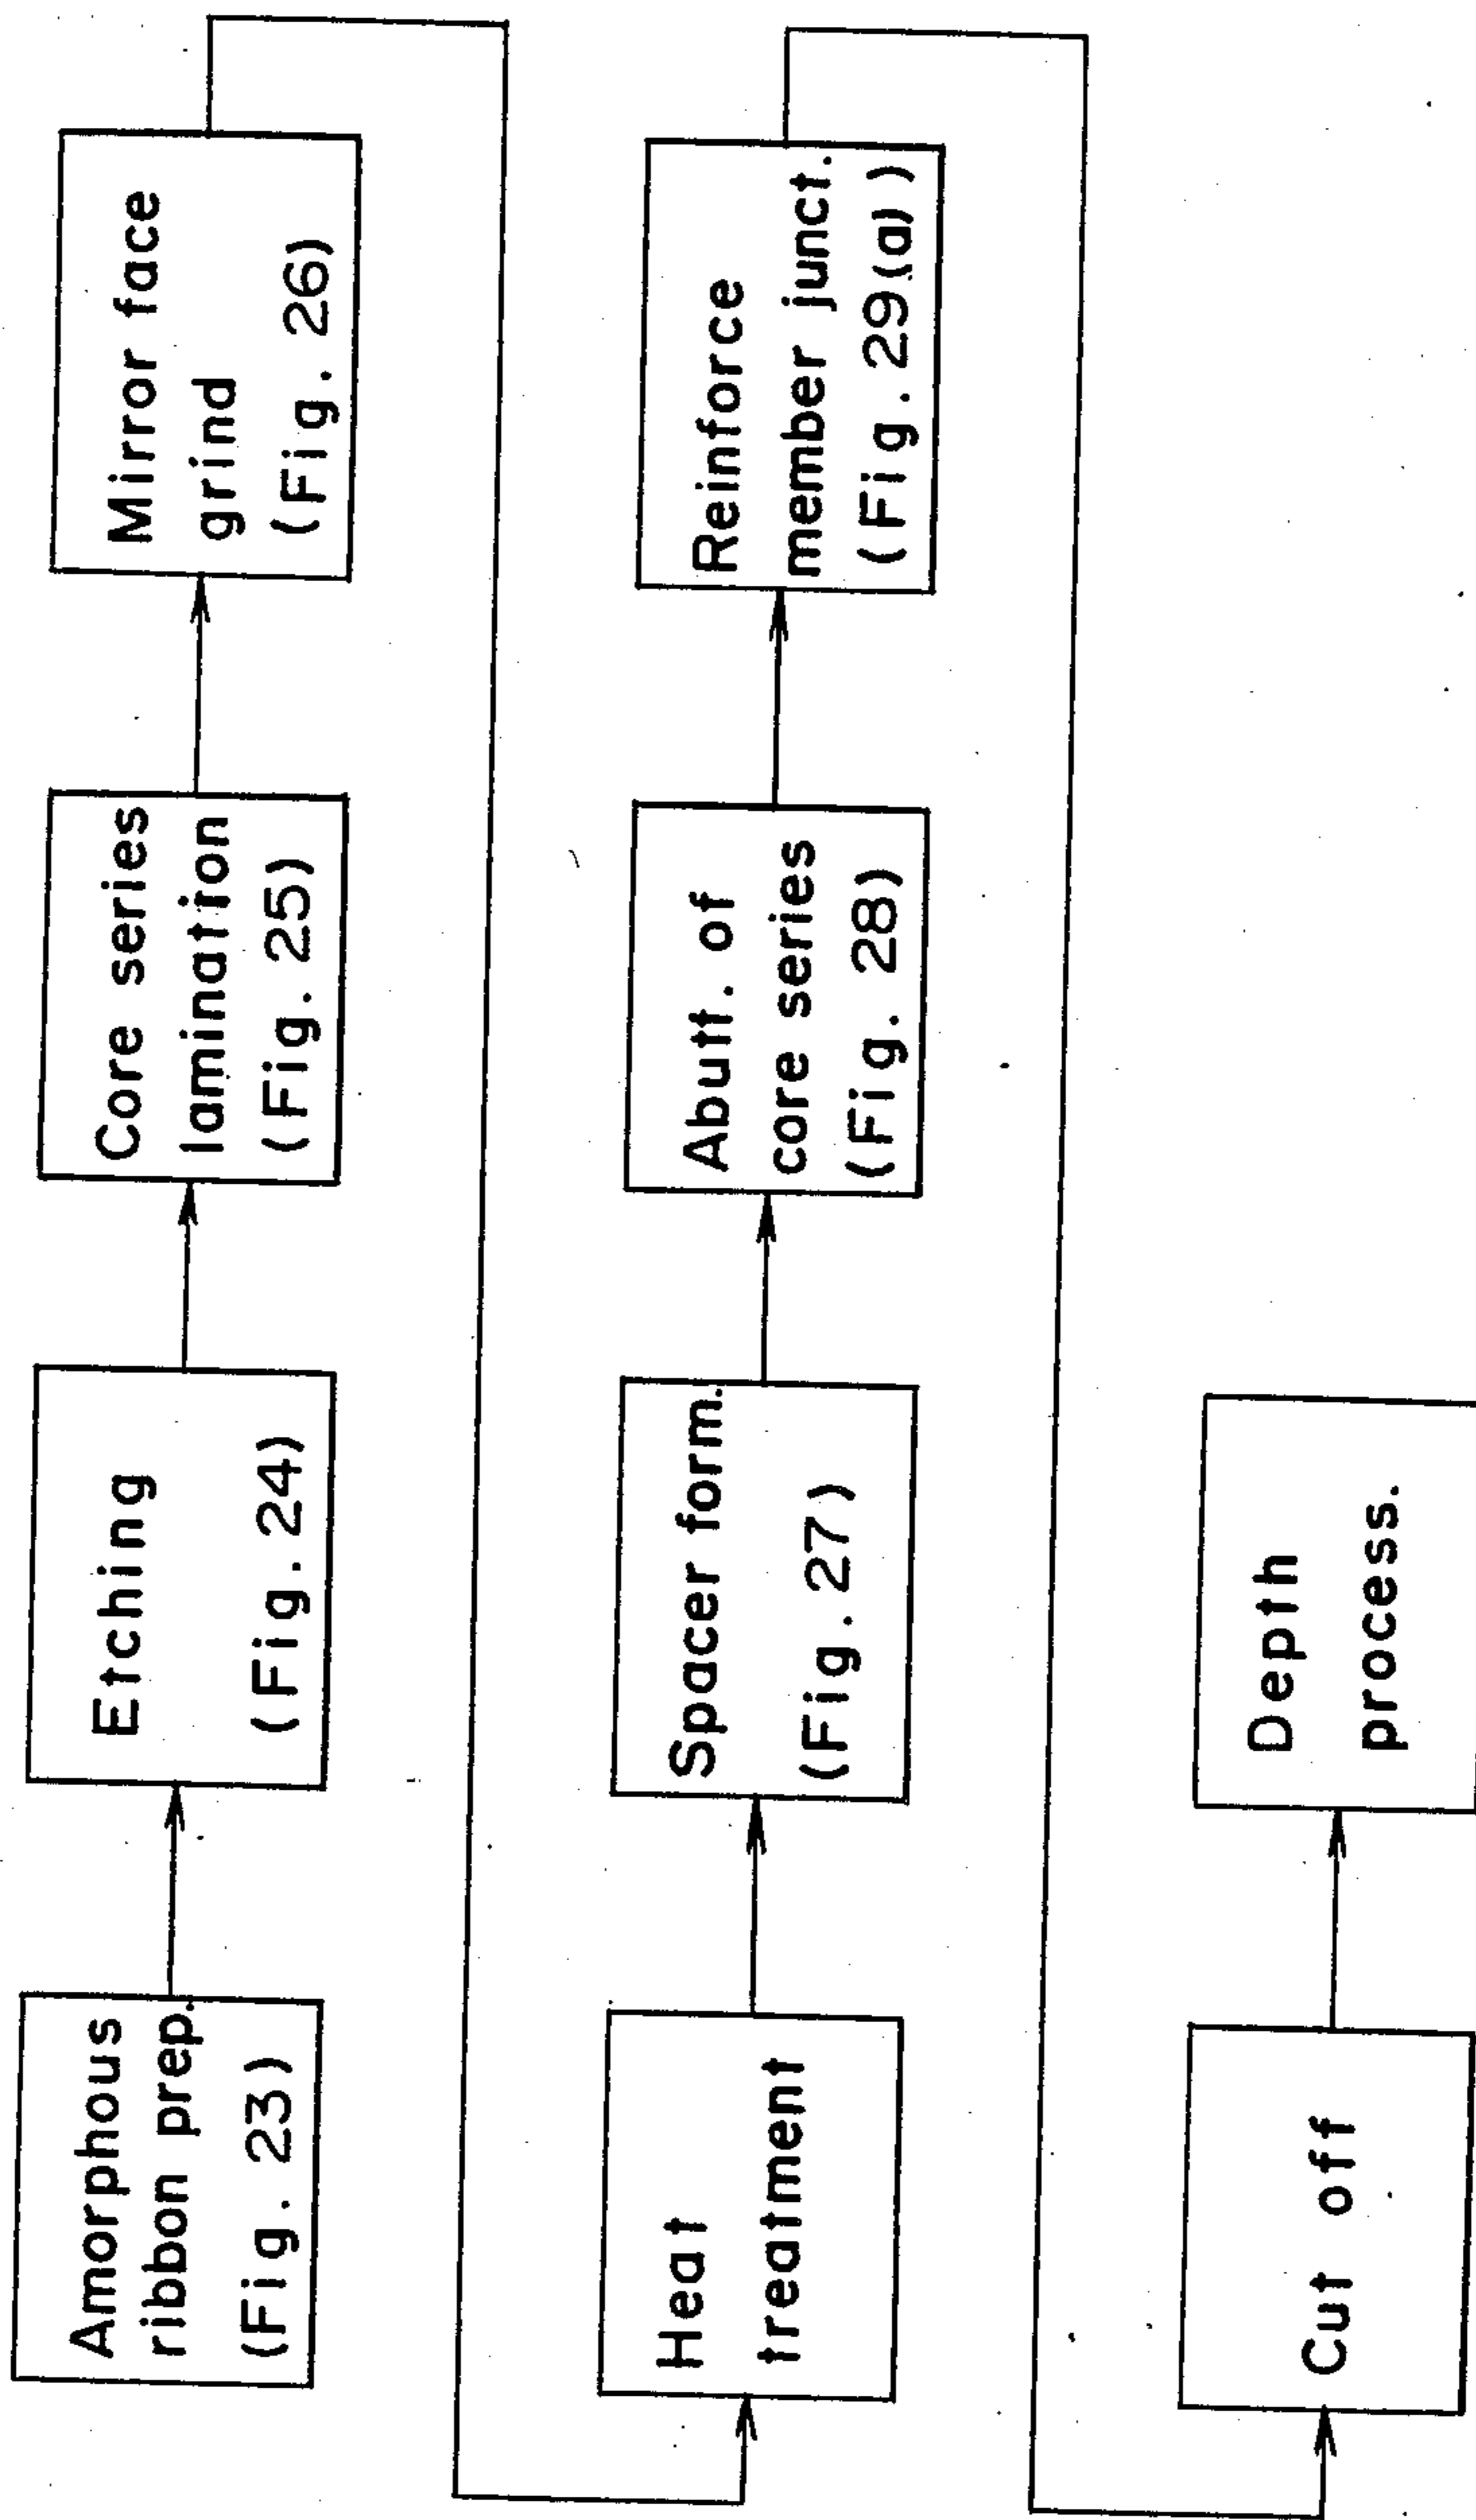 Amorphous
ribbon prep.
(Fig. 23)
Etching
(Fig. 24)
Core series
lamination
(Fig. 25)
Mirror face
grind
(Fig. 26)
Heat
treatment
Spacer form.
(Fig. 27)
Abutt. of
core series
(Fig. 28)
Reinforce
member junct.
(Fig. 29(a))
Cut off
Depth
process.